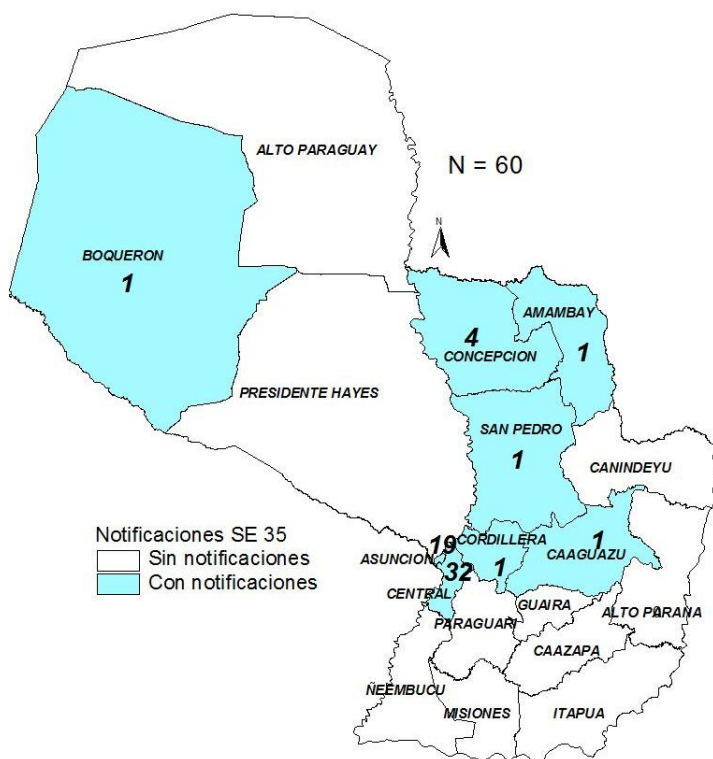 ALTO PARAGUAY
N = 60
N
BOQUERON
1
AMAMBAY
1
4
CONCEPCION
PRESIDENTE HAYES
SAN PEDRO
1
CANINDEYU
Notificaciones SE 35
Sin notificaciones
Con notificaciones
19
ASUNCION
32
CENTRAL
CORDILLERA
1
1
CAAGUAZU
GUAIRA
ALTO PARANA
PARAGUARI
CAAZAPA
ÑEEMBUCU
MISIONES
ITAPUA